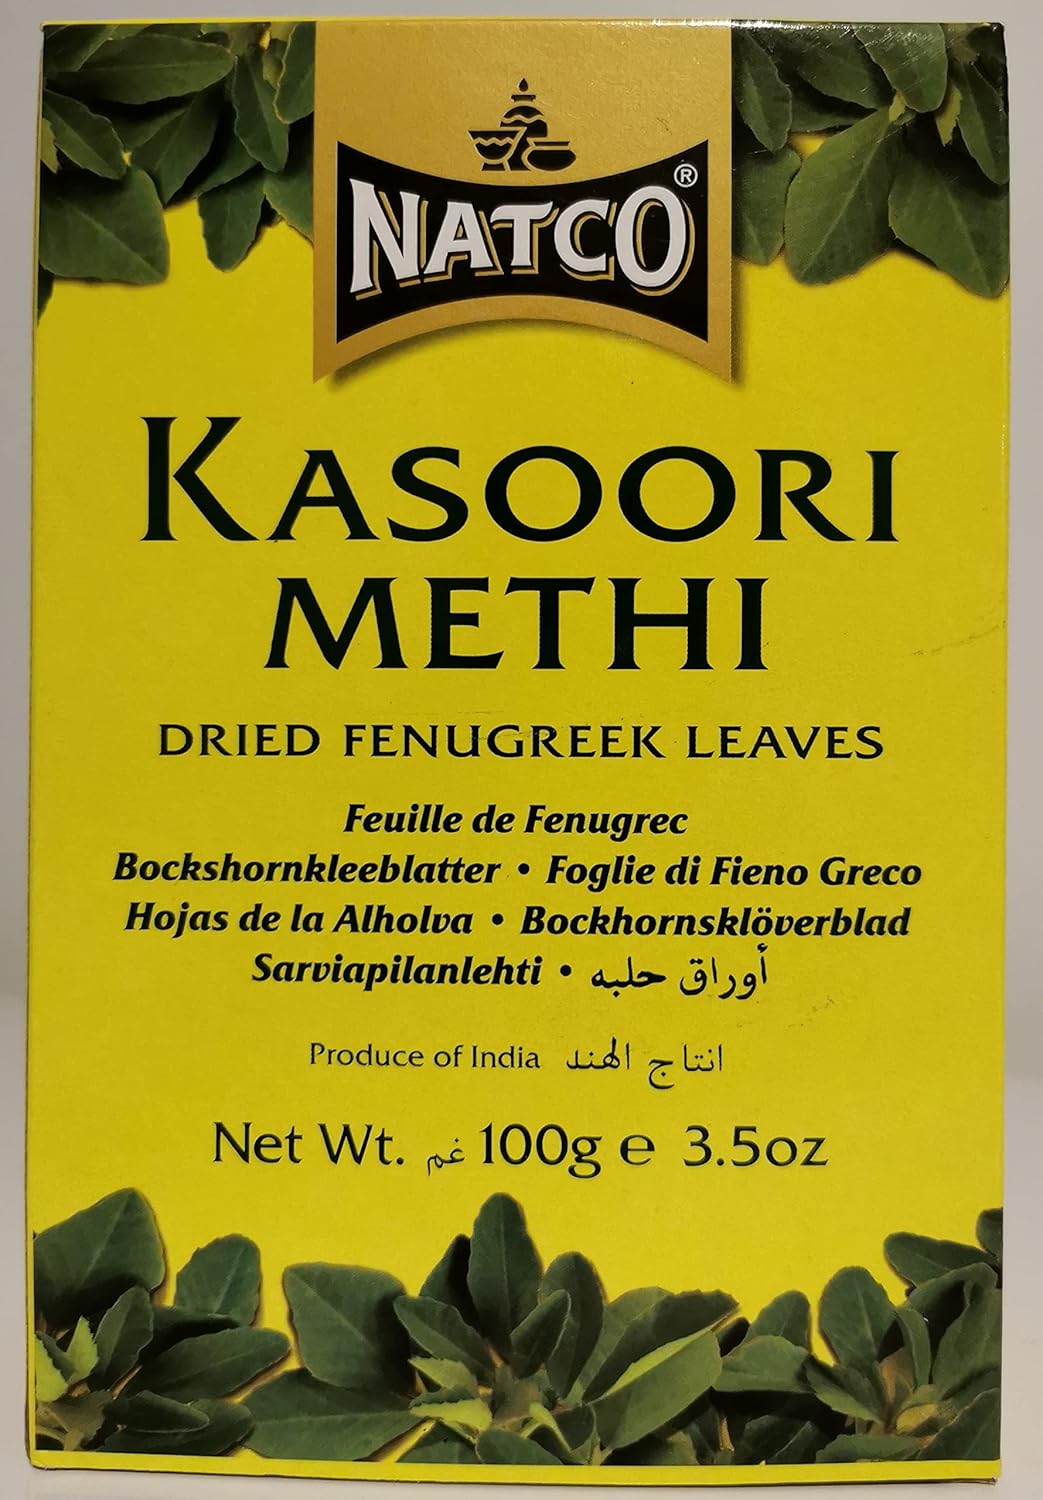 NATCO®
KASOORI
METHI
DRIED FENUGREEK LEAVES
Feuille de Fenugrec
Bockshornkleeblatter • Foglie di Fieno Greco
Hojas de la Alholva • Bockhornsklöverblad
Sarviapilanlehti • أوراق حلبه
Produce of India انتاج الهند
Net Wt. غم 100g e 3.5oz